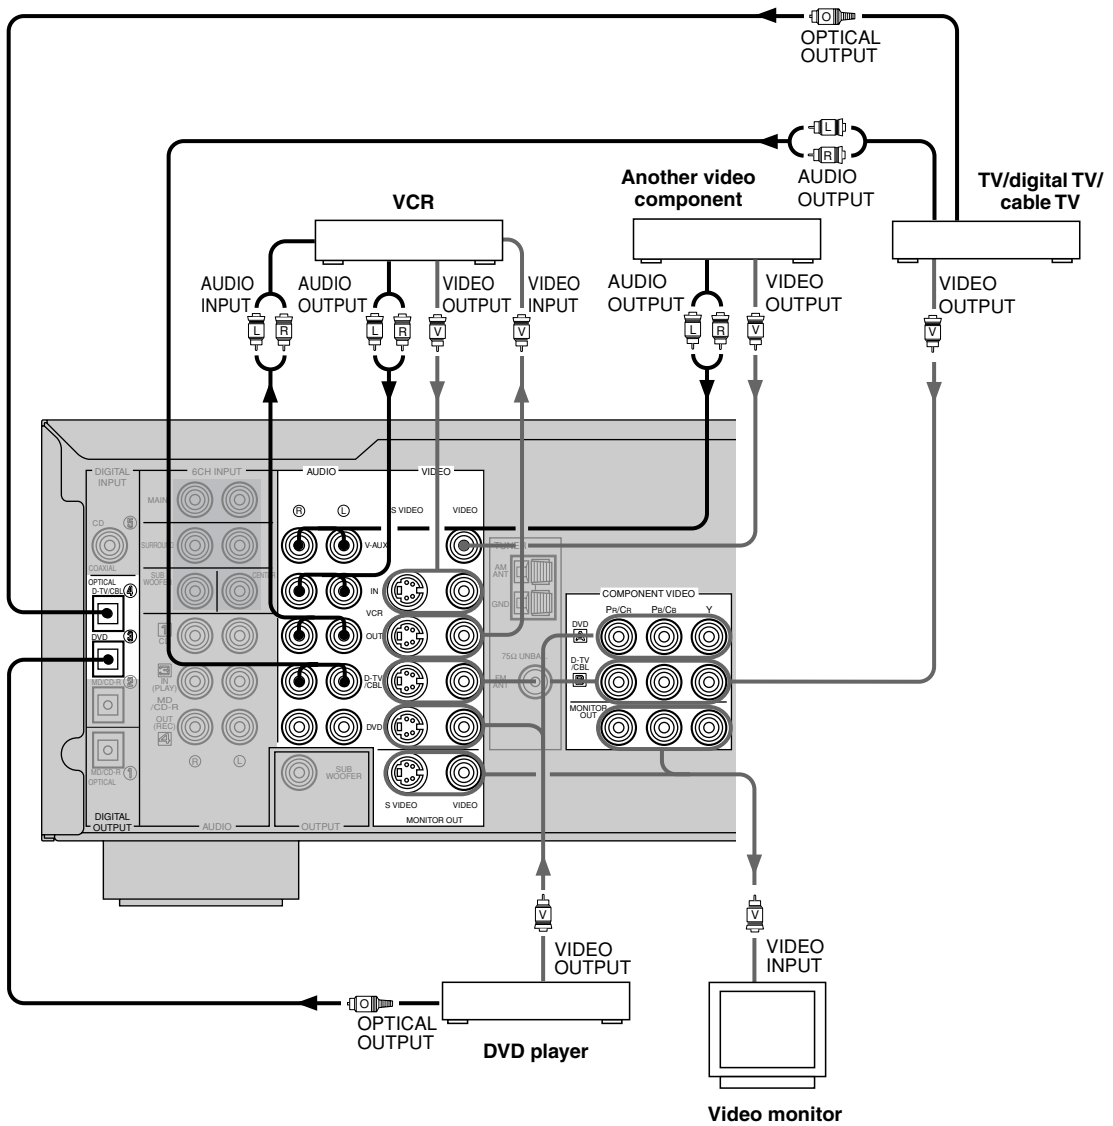 OPTICAL
OUTPUT
L
R
AUDIO
OUTPUT
TV/digital TV/
cable TV
Another video
component
VCR
AUDIO
INPUT
AUDIO
OUTPUT
VIDEO
OUTPUT
VIDEO
INPUT
AUDIO
OUTPUT
VIDEO
OUTPUT
VIDEO
OUTPUT
L
R
L
R
V
V
L
R
V
V
DIGITAL
INPUT
6CH INPUT
AUDIO
VIDEO
MAIN
R
L
S VIDEO
VIDEO
CD
5
COAXIAL
SURROUND
V-AUX
TUNER
AM
ANT
GND
OPTICAL
D-TV/CBL
4
SUB
WOOFER
CENTER
IN
VCR
OUT
COMPONENT VIDEO
PR/CR
PB/CB
Y
DVD
A
DVD
3
1
CD
75Ω UNBAL.
FM
ANT
D-TV
/CBL
B
MD/CD-R
2
3
IN
(PLAY)
MD
/CD-R
OUT
(REC)
4
D-TV
/CBL
DVD
MONITOR
OUT
MD/CD-R
1
OPTICAL
R
L
SUB
WOOFER
S VIDEO
VIDEO
MONITOR OUT
DIGITAL
OUTPUT
AUDIO
OUTPUT
V
V
VIDEO
OUTPUT
VIDEO
INPUT
OPTICAL
OUTPUT
DVD player
Video monitor